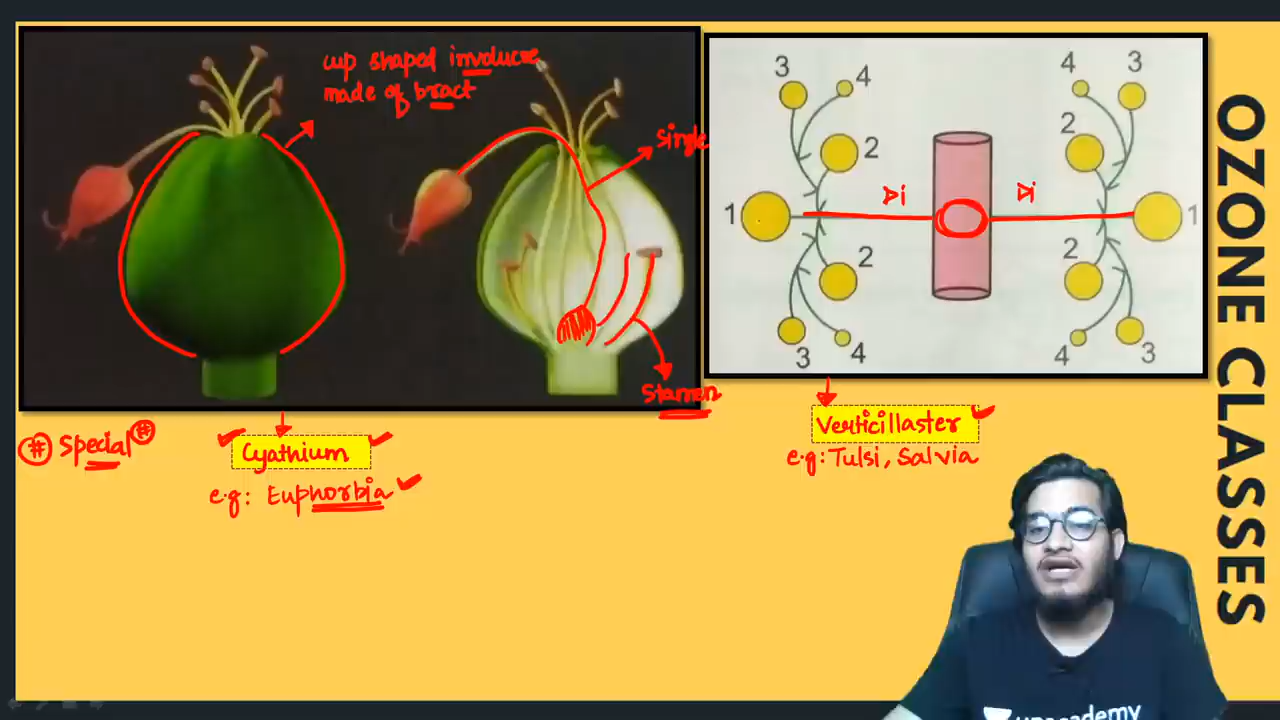 cup shaped involucre
made of bract
Single
Stamen
# Special #
Cyathium
e.g: Euphorbia
3
4
2
1
2
3
4
Di
Di
4
3
2
1
2
4
3
Verticillaster
e.g: Tulsi, Salvia
OZONE CLASSES